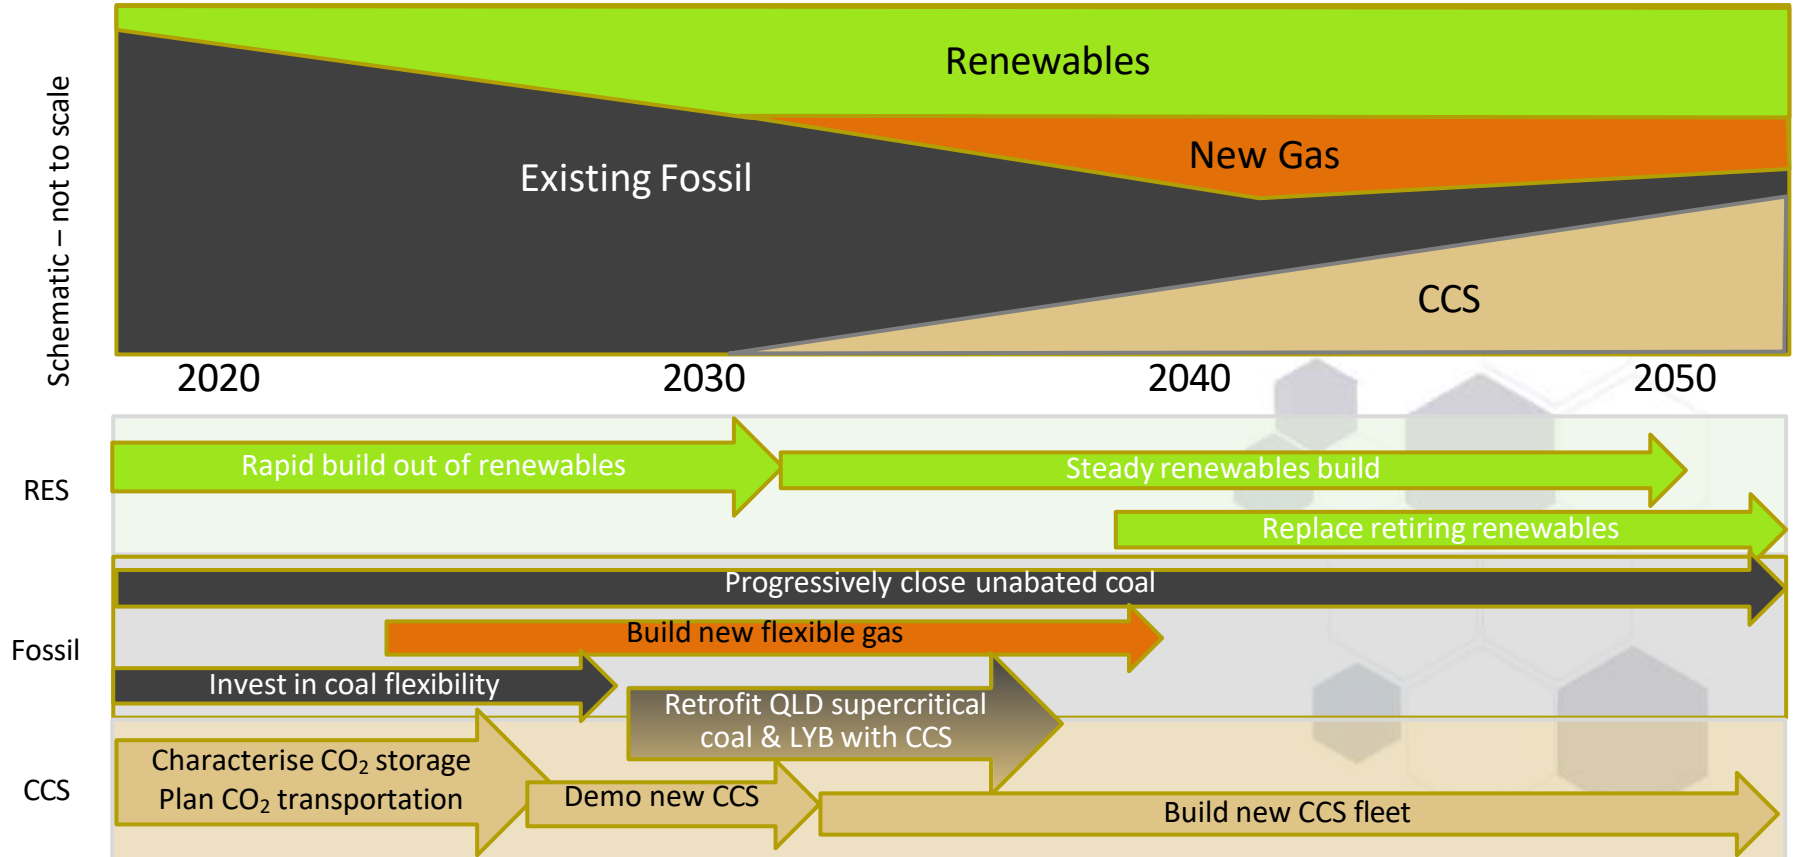 Schematic – not to scale
Renewables
New Gas
Existing Fossil
CCS
2020 2030 2040 2050
RES
Rapid build out of renewables
Steady renewables build
Replace retiring renewables
Fossil
Progressively close unabated coal
Build new flexible gas
Invest in coal flexibility
Retrofit QLD supercritical
coal & LYB with CCS
CCS
Characterise CO₂ storage
Plan CO₂ transportation
Demo new CCS
Build new CCS fleet